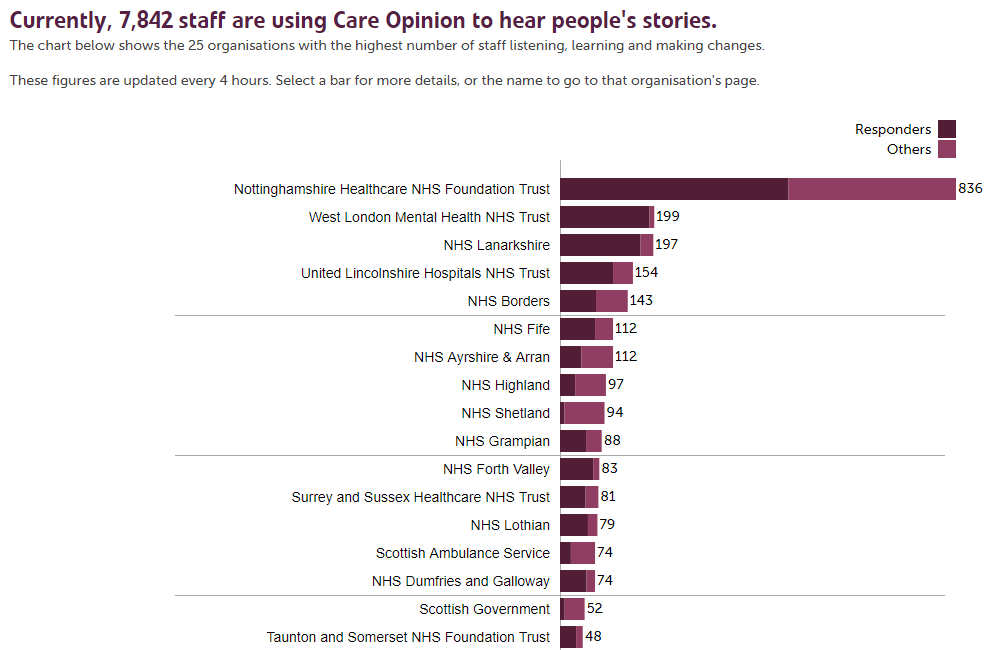 Currently, 7,842 staff are using Care Opinion to hear people's stories.
The chart below shows the 25 organisations with the highest number of staff listening, learning and making changes.
These figures are updated every 4 hours. Select a bar for more details, or the name to go to that organisation's page.
Responders
Others
Nottinghamshire Healthcare NHS Foundation Trust 836
West London Mental Health NHS Trust 199
NHS Lanarkshire 197
United Lincolnshire Hospitals NHS Trust 154
NHS Borders 143
NHS Fife 112
NHS Ayrshire & Arran 112
NHS Highland 97
NHS Shetland 94
NHS Grampian 88
NHS Forth Valley 83
Surrey and Sussex Healthcare NHS Trust 81
NHS Lothian 79
Scottish Ambulance Service 74
NHS Dumfries and Galloway 74
Scottish Government 52
Taunton and Somerset NHS Foundation Trust 48